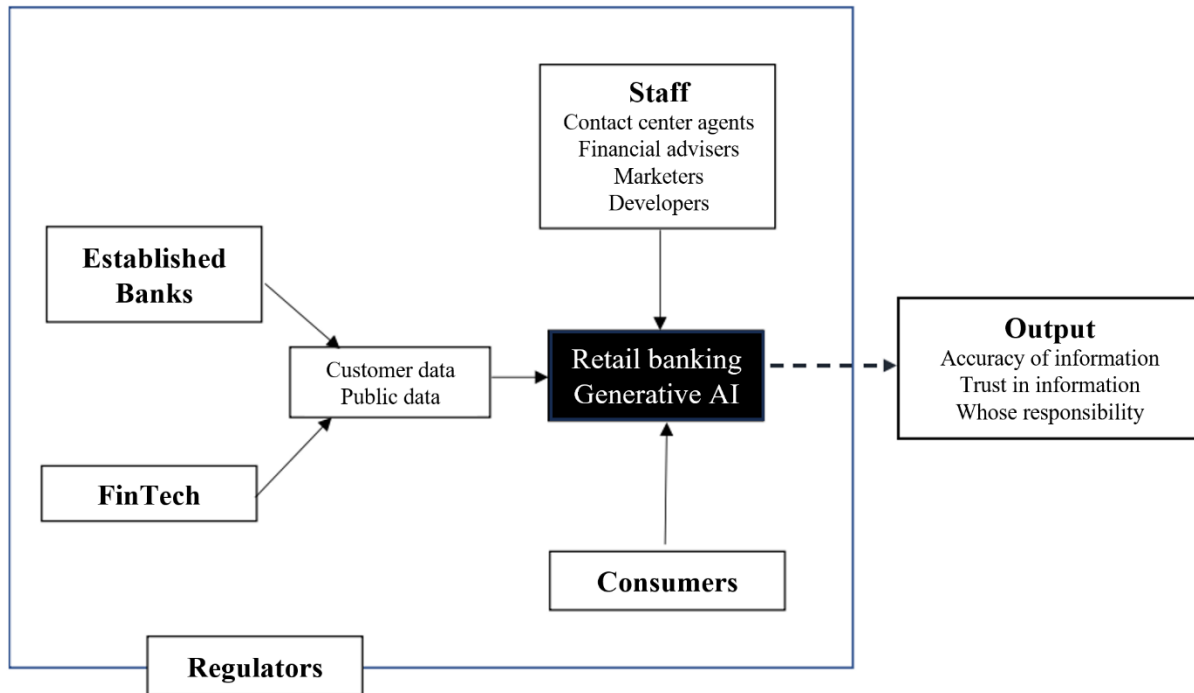 Staff
Contact center agents
Financial advisers
Marketers
Developers
Established
Banks
Customer data
Public data
Retail banking
Generative AI
Output
Accuracy of information
Trust in information
Whose responsibility
FinTech
Consumers
Regulators